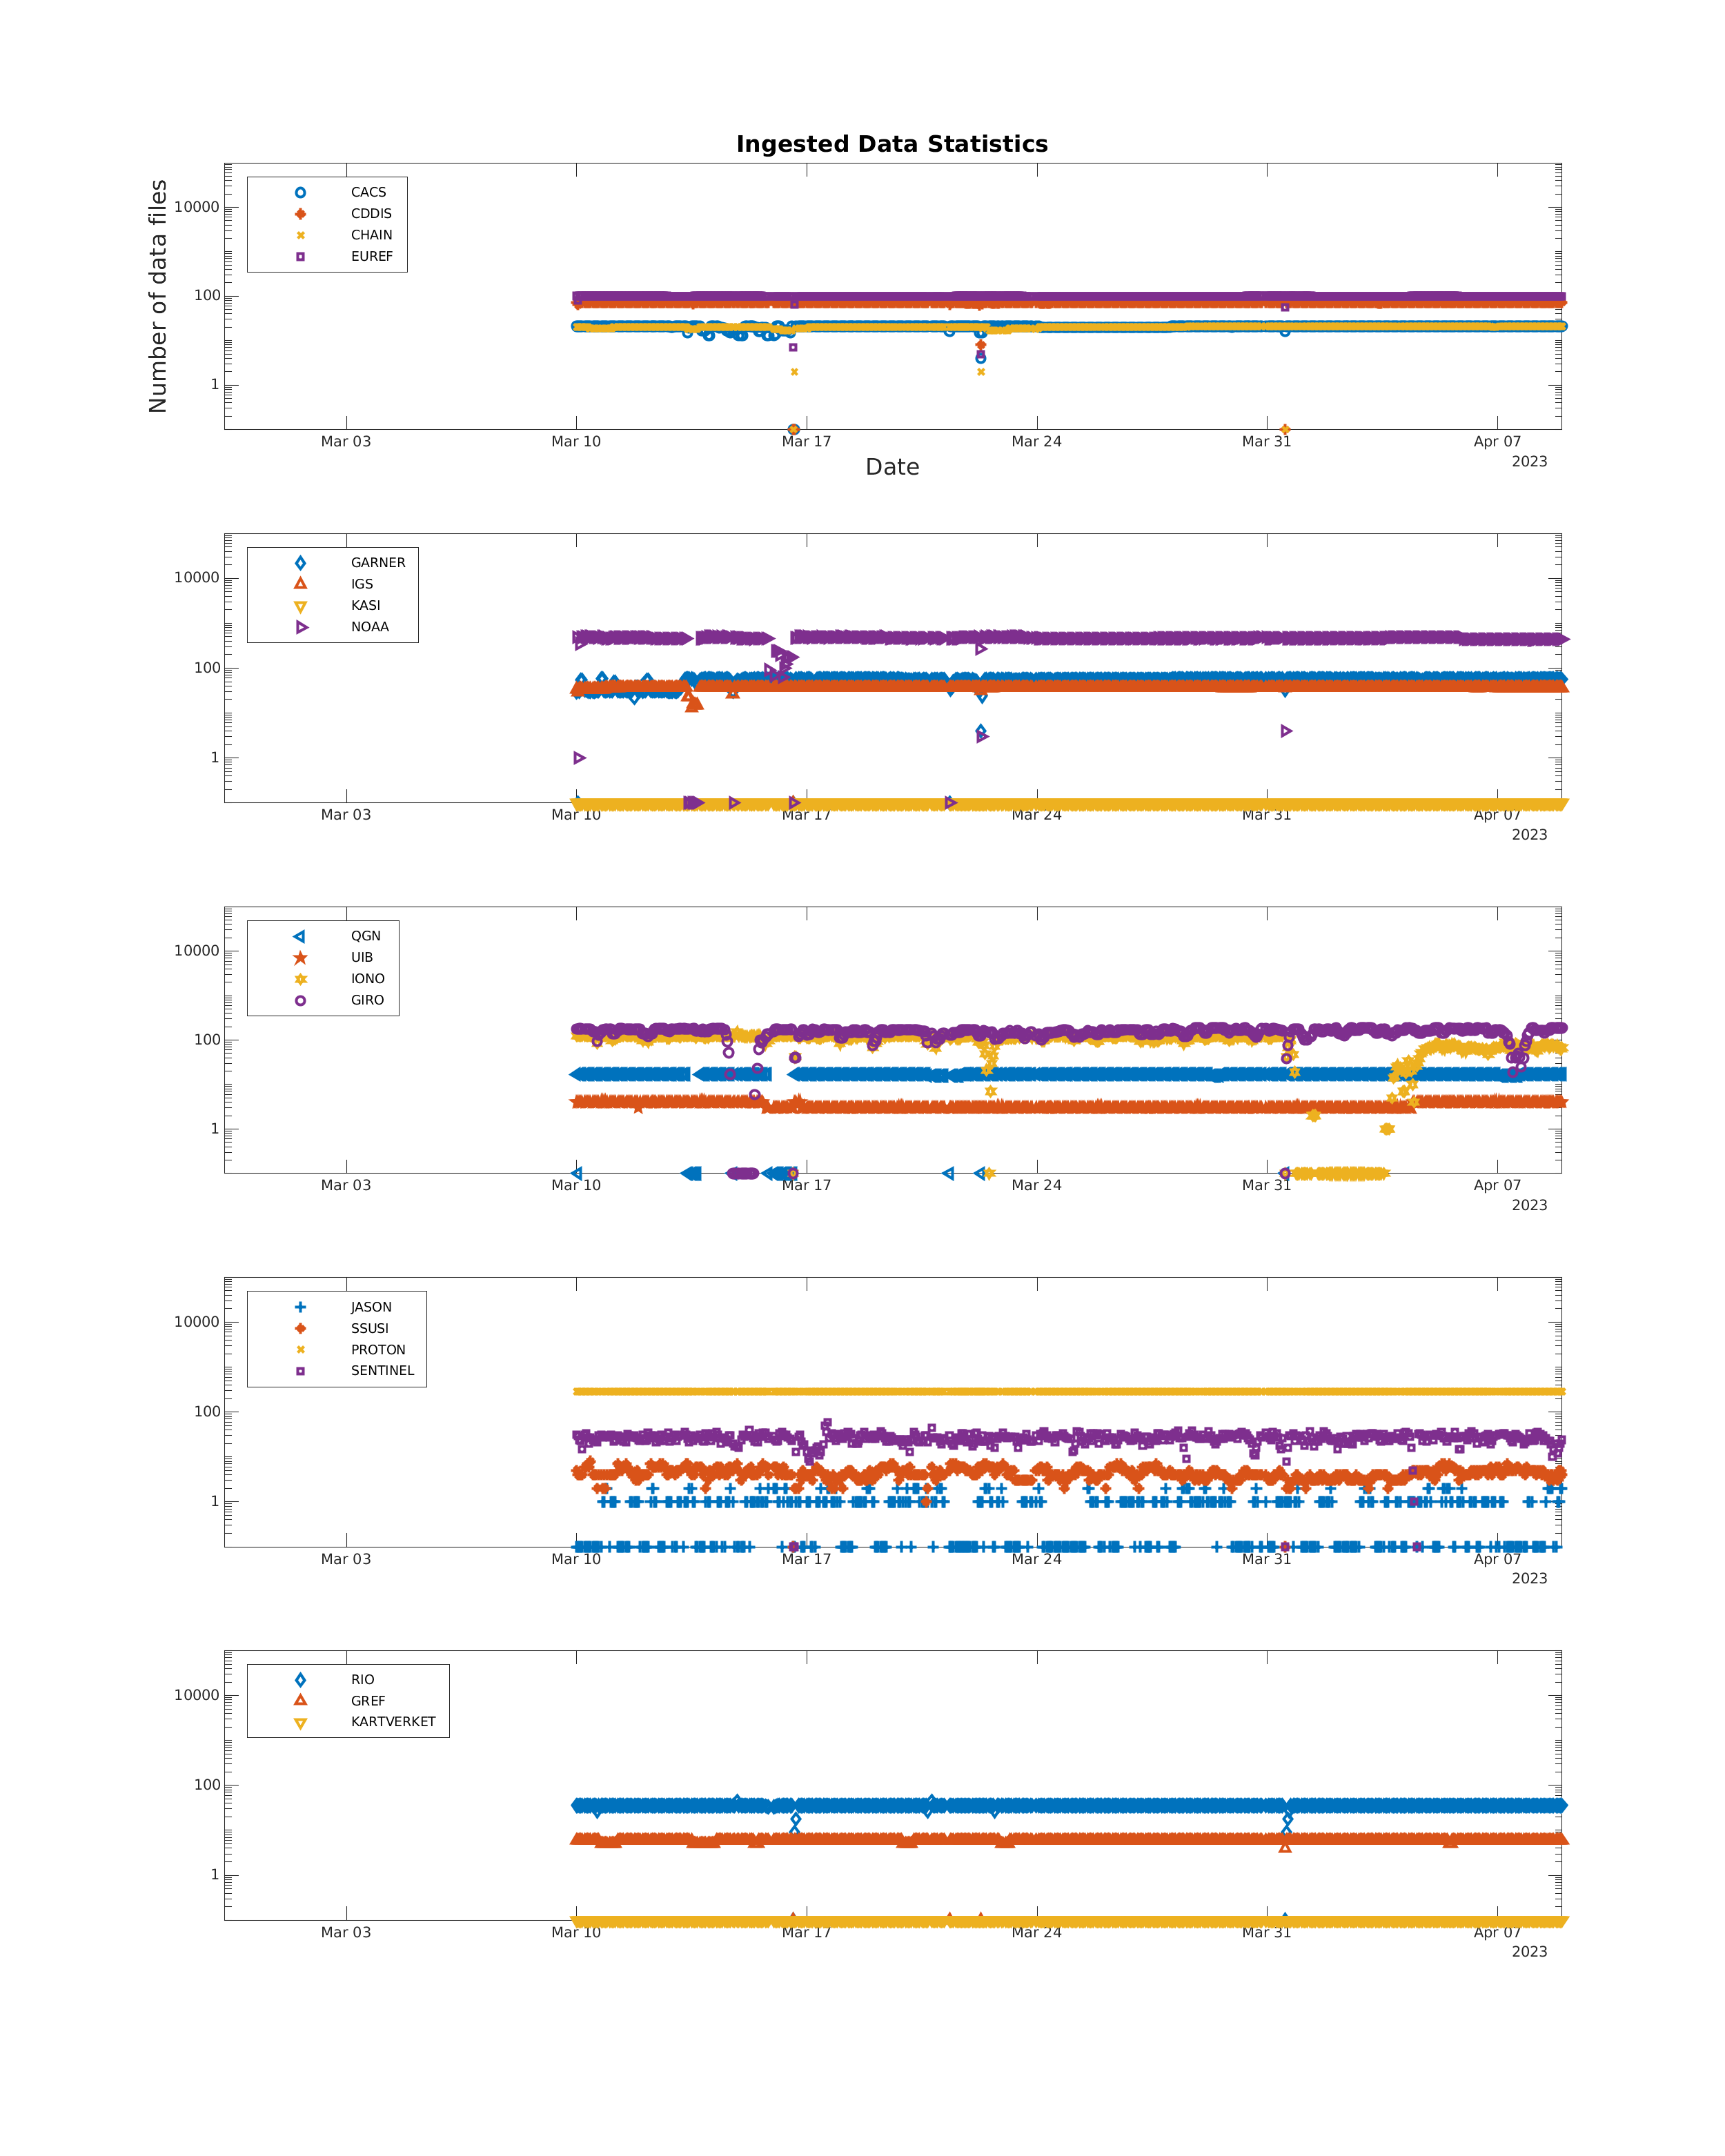 Ingested Data Statistics
Number of data files
CACS
CDDIS
CHAIN
EUREF
10000
100
1
Mar 03 Mar 10 Mar 17 Mar 24 Mar 31 Apr 07
2023
Date
GARNER
IGS
KASI
NOAA
10000
100
1
Mar 03 Mar 10 Mar 17 Mar 24 Mar 31 Apr 07
2023
QGN
UIB
IONO
GIRO
10000
100
1
Mar 03 Mar 10 Mar 17 Mar 24 Mar 31 Apr 07
2023
JASON
SSUSI
PROTON
SENTINEL
10000
100
1
Mar 03 Mar 10 Mar 17 Mar 24 Mar 31 Apr 07
2023
RIO
GREF
KARTVERKET
10000
100
1
Mar 03 Mar 10 Mar 17 Mar 24 Mar 31 Apr 07
2023